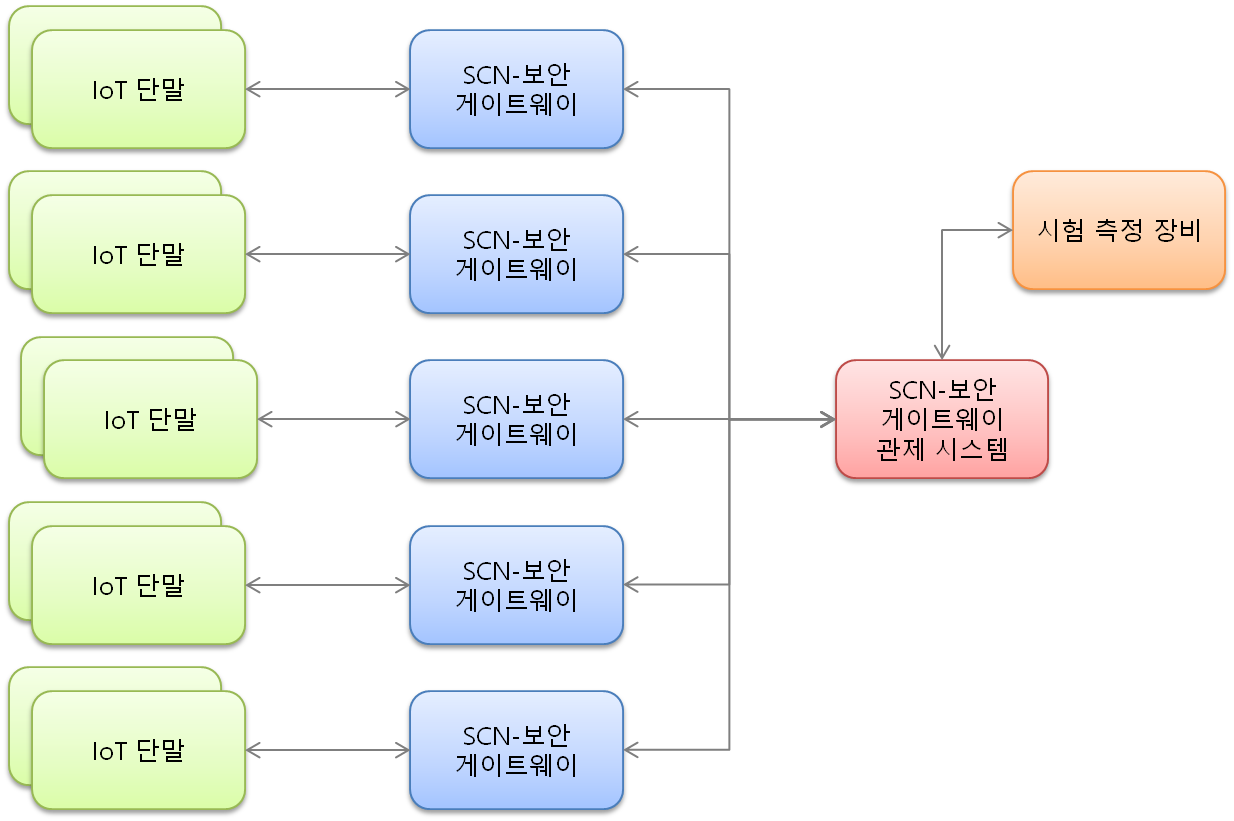 IoT 단말
SCN-보안
게이트웨이
IoT 단말
SCN-보안
게이트웨이
시험 측정 장비
IoT 단말
SCN-보안
게이트웨이
SCN-보안
게이트웨이
관제 시스템
IoT 단말
SCN-보안
게이트웨이
IoT 단말
SCN-보안
게이트웨이